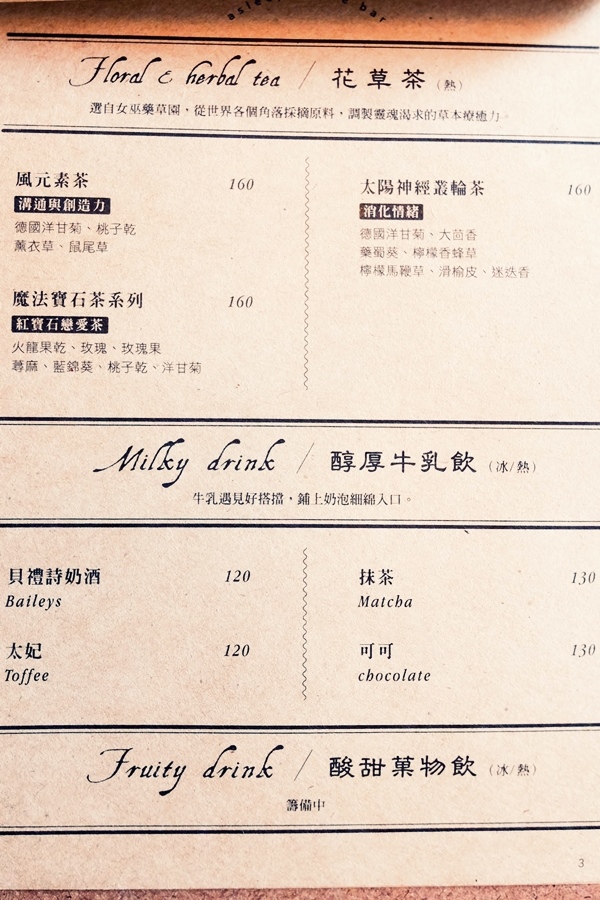 bar
Floral & herbal tea / 花草茶（熱）
選自女巫藥草園，從世界各個角落採摘原料，調製靈魂渴求的草本療癒力。
風元素茶 160
溝通與創造力
德國洋甘菊、桃子乾
薰衣草、鼠尾草
魔法寶石茶系列 160
紅寶石戀愛茶
火龍果乾、玫瑰、玫瑰果
蕁麻、藍錦葵、桃子乾、洋甘菊
太陽神經叢輪茶 160
消化情緒
德國洋甘菊、大茴香
藥蜀葵、檸檬香蜂草
檸檬馬鞭草、滑榆皮、迷迭香
Milky drink / 醇厚牛乳飲（冰/熱）
牛乳遇見好搭擋，鋪上奶泡細綿入口。
貝禮詩奶酒 120
Baileys
太妃 120
Toffee
抹茶 130
Matcha
可可 130
chocolate
Fruity drink / 酸甜菓物飲（冰/熱）
籌備中
3